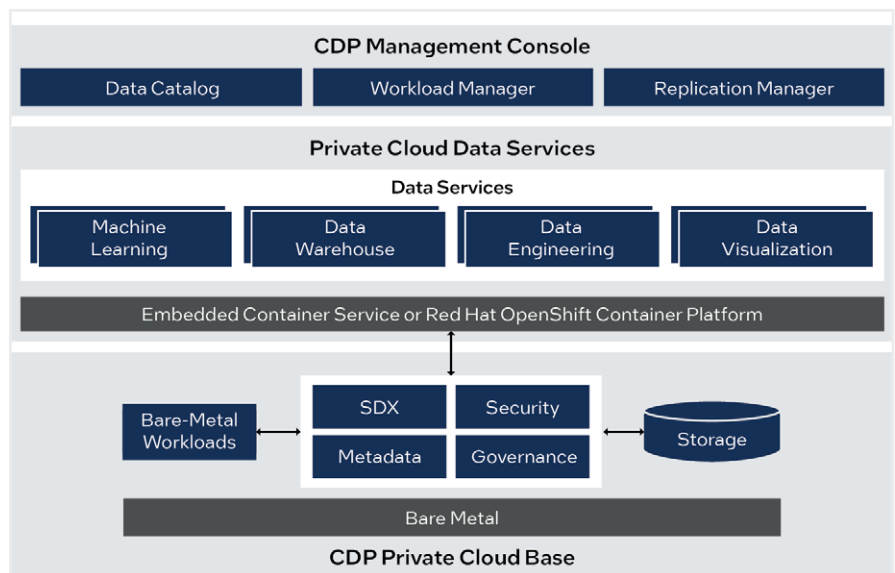 CDP Management Console
Data Catalog
Workload Manager
Replication Manager
Private Cloud Data Services
Data Services
Machine
Learning
Data
Warehouse
Data
Engineering
Data
Visualization
Embedded Container Service or Red Hat OpenShift Container Platform
Bare-Metal
Workloads
SDX
Security
Metadata
Governance
Storage
Bare Metal
CDP Private Cloud Base